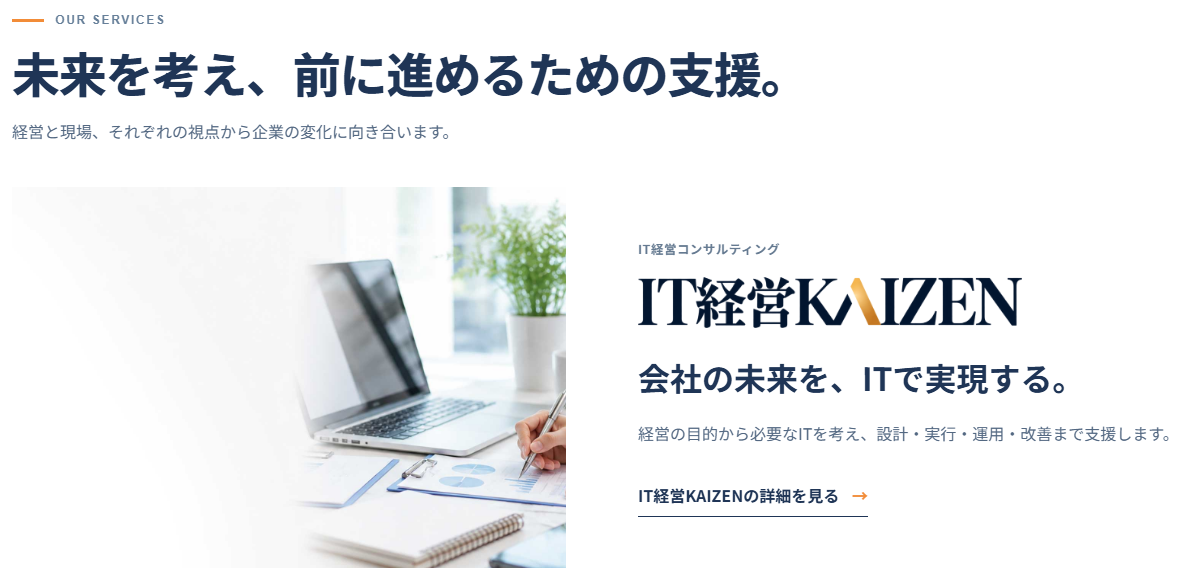 OUR SERVICES
未来を考え、前に進めるための支援。
経営と現場、それぞれの視点から企業の変化に向き合います。
IT経営コンサルティング
IT経営KAIZEN
会社の未来を、ITで実現する。
経営の目的から必要なITを考え、設計・実行・運用・改善まで支援します。
IT経営KAIZENの詳細を見る →